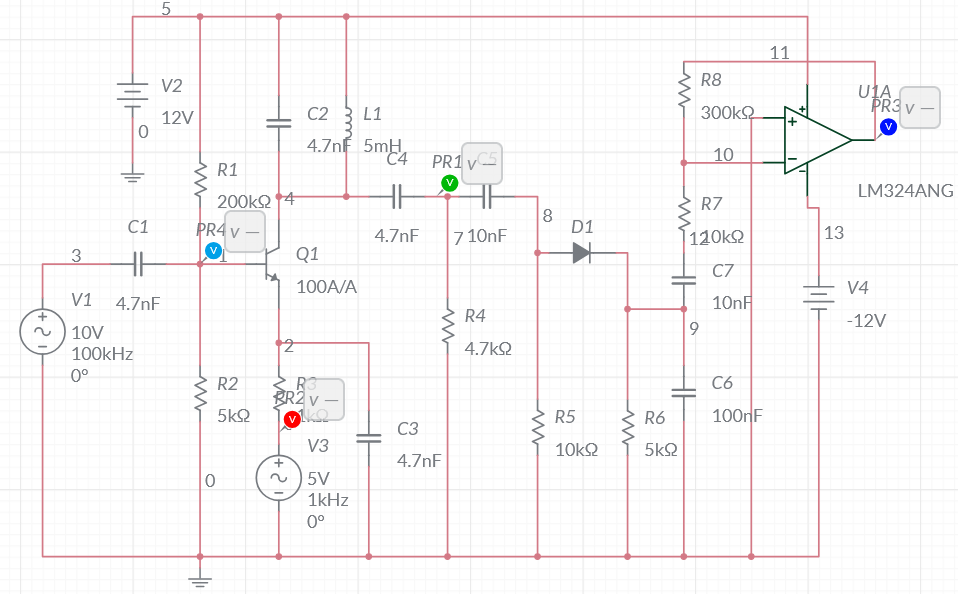 5
11
V2
12V
0
C2
4.7nF
L1
5mH
R8
300kΩ
U1A
PR3
V
V —
LM324ANG
R1
200kΩ
4
C4
4.7nF
PR1
V
V —
C5
10nF
7
8
10
R7
10kΩ
12
13
C1
4.7nF
3
PR4
V
V —
1
Q1
100A/A
D1
C7
10nF
9
V4
-12V
V1
10V
100kHz
0°
2
R4
4.7kΩ
R2
5kΩ
R3
1kΩ
PR2
V
V —
V3
5V
1kHz
0°
C3
4.7nF
R5
10kΩ
R6
5kΩ
C6
100nF
0